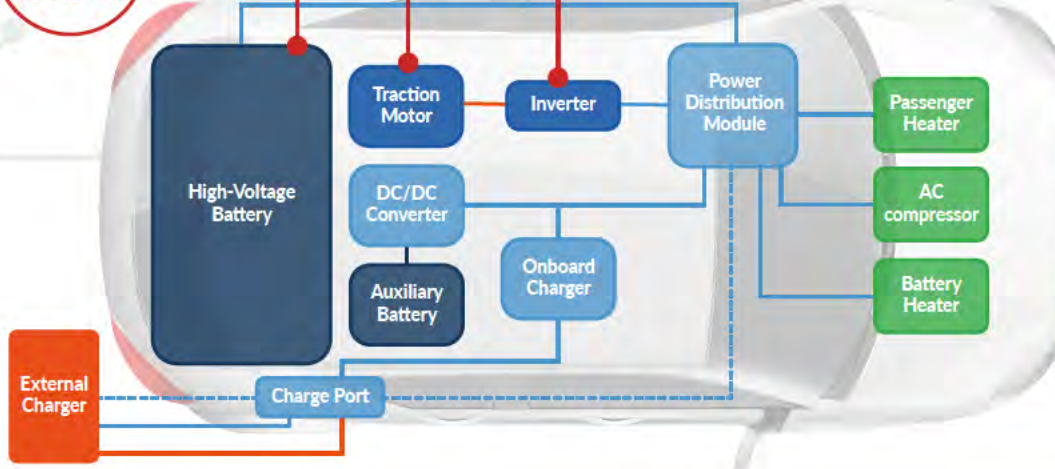 High-Voltage
Battery
Traction
Motor
Inverter
Power
Distribution
Module
Passenger
Heater
DC/DC
Converter
AC
compressor
Onboard
Charger
Auxiliary
Battery
Battery
Heater
External
Charger
Charge Port